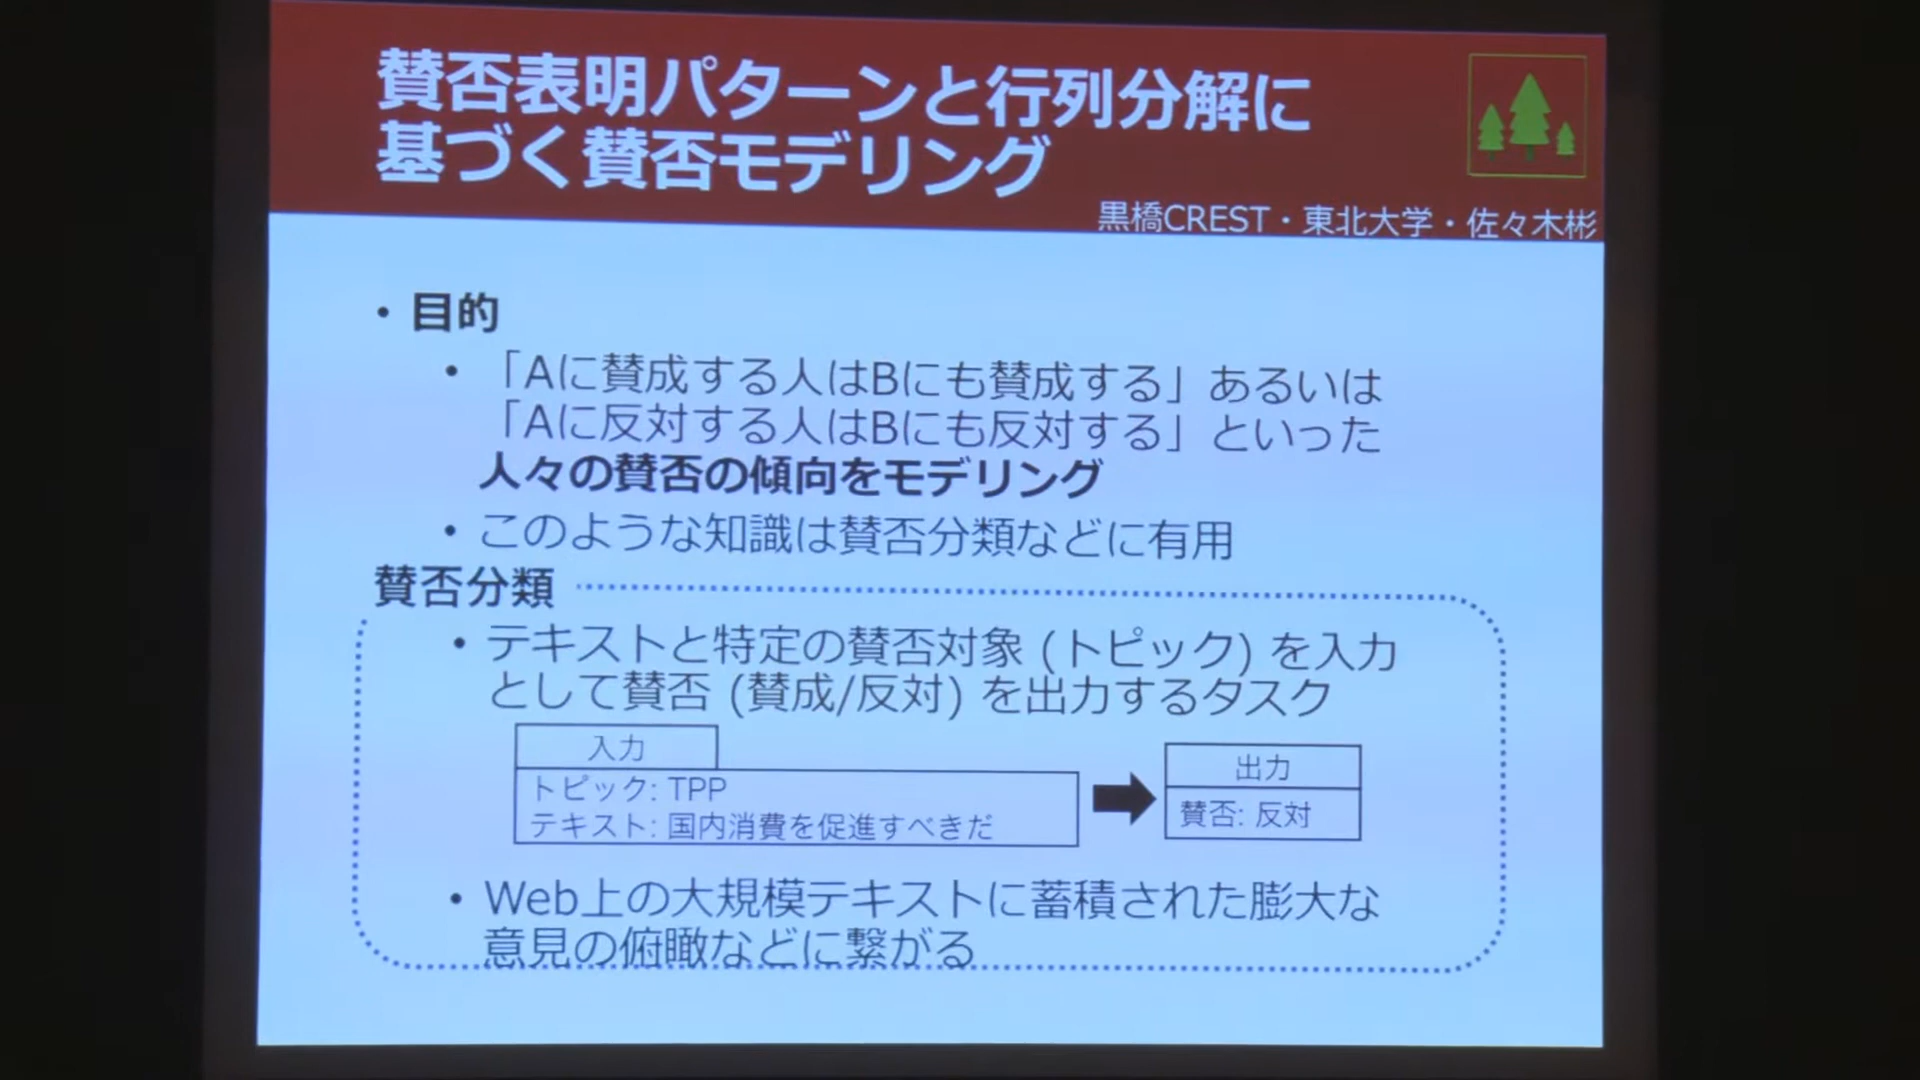 賛否表明パターンと行列分解に
基づく賛否モデリング
黒橋CREST・東北大学・佐々木彬
・目的
・「Aに賛成する人はBにも賛成する」あるいは
「Aに反対する人はBにも反対する」といった
人々の賛否の傾向をモデリング
・このような知識は賛否分類などに有用
賛否分類
・テキストと特定の賛否対象 (トピック) を入力
として賛否 (賛成/反対) を出力するタスク
入力
トピック: TPP
テキスト: 国内消費を促進すべきだ
出力
賛否: 反対
・Web上の大規模テキストに蓄積された膨大な
意見の俯瞰などに繋がる